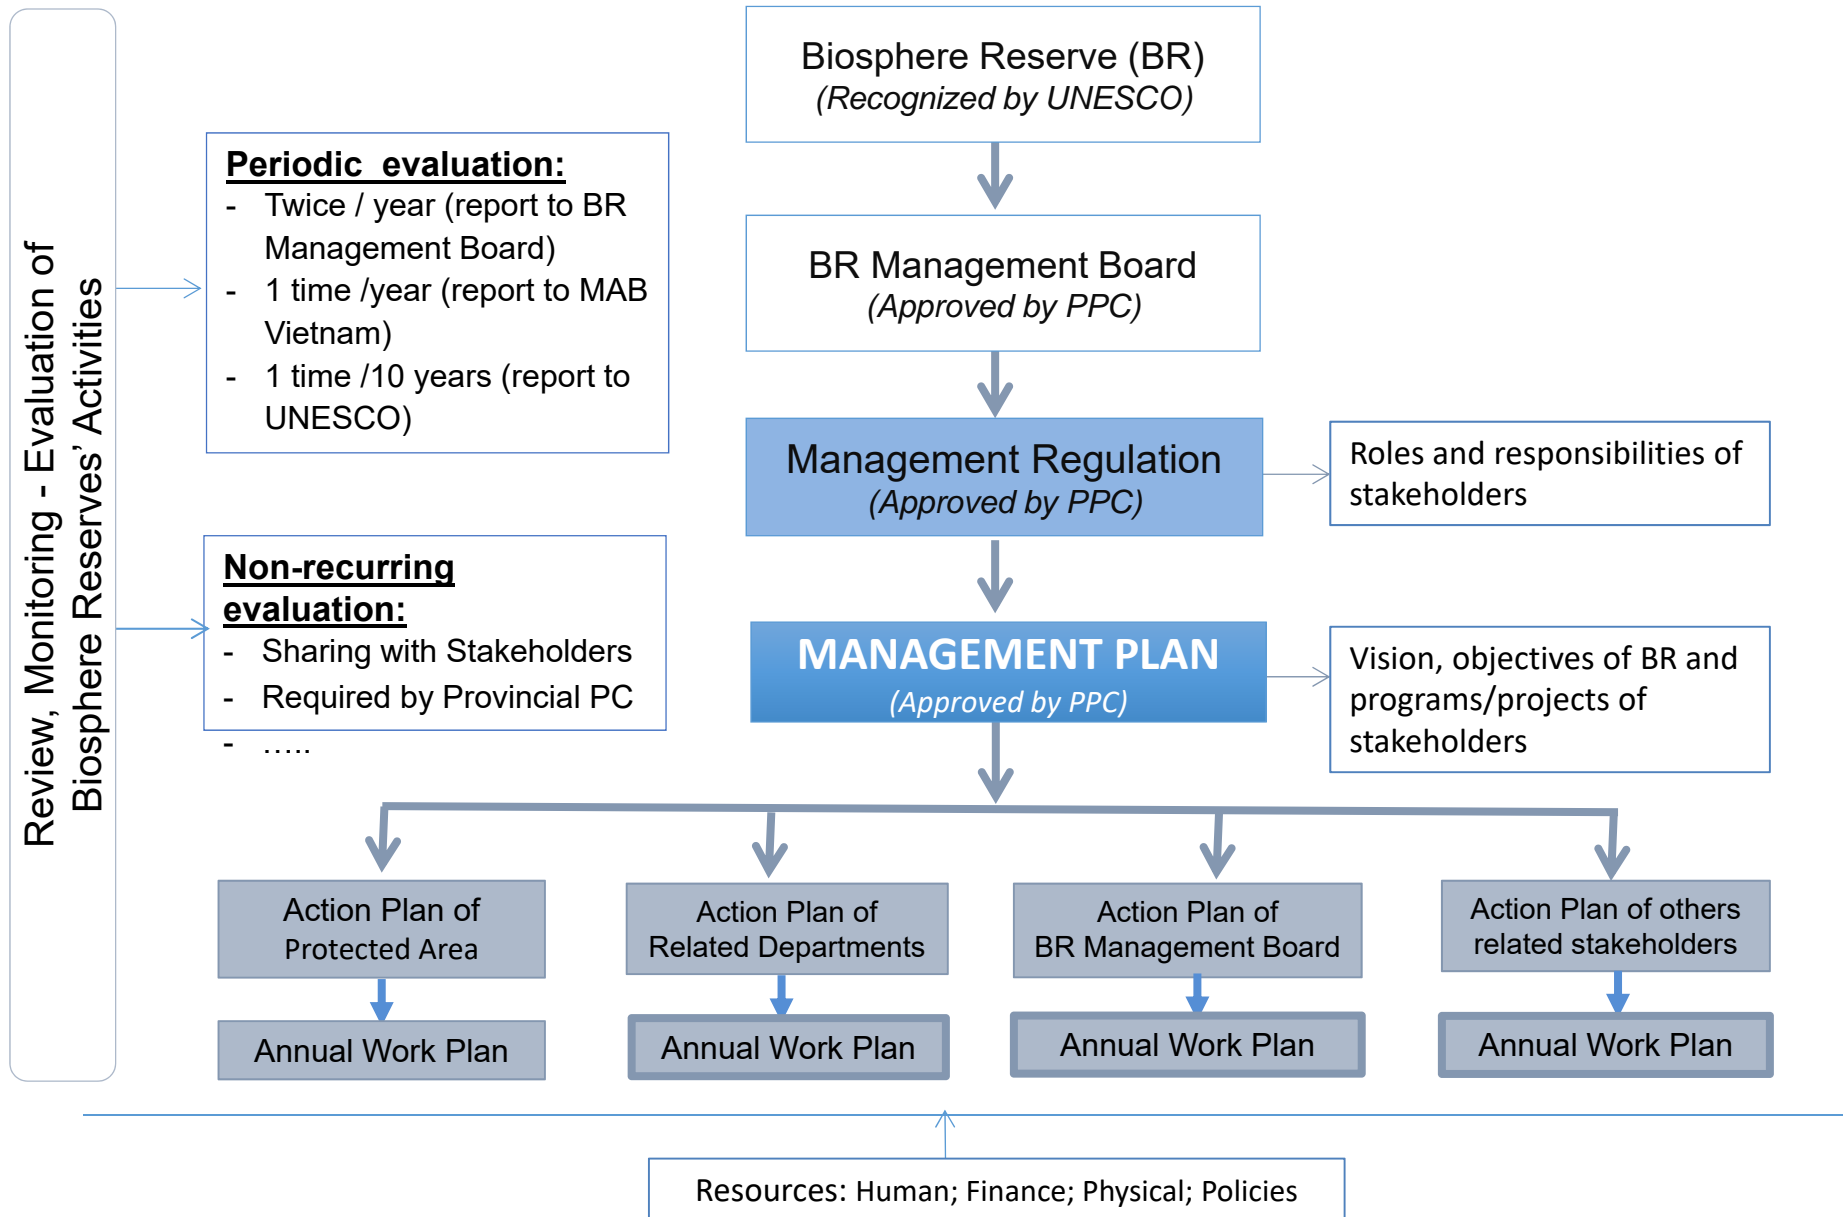 Review, Monitoring - Evaluation of
Biosphere Reserves’ Activities
Biosphere Reserve (BR)
(Recognized by UNESCO)
Periodic  evaluation:
- Twice / year (report to BR
Management Board)
- 1 time /year (report to MAB
Vietnam)
- 1 time /10 years (report to
UNESCO)
BR Management Board
(Approved by PPC)
Management Regulation
(Approved by PPC)
Roles and responsibilities of
stakeholders
Non-recurring
evaluation:
- Sharing with Stakeholders
- Required by Provincial PC
- …..
MANAGEMENT PLAN
(Approved by PPC)
Vision, objectives of BR and
programs/projects of
stakeholders
Action Plan of
Protected Area
Action Plan of
Related Departments
Action Plan of
BR Management Board
Action Plan of others
related stakeholders
Annual Work Plan
Annual Work Plan
Annual Work Plan
Annual Work Plan
Resources: Human; Finance; Physical; Policies